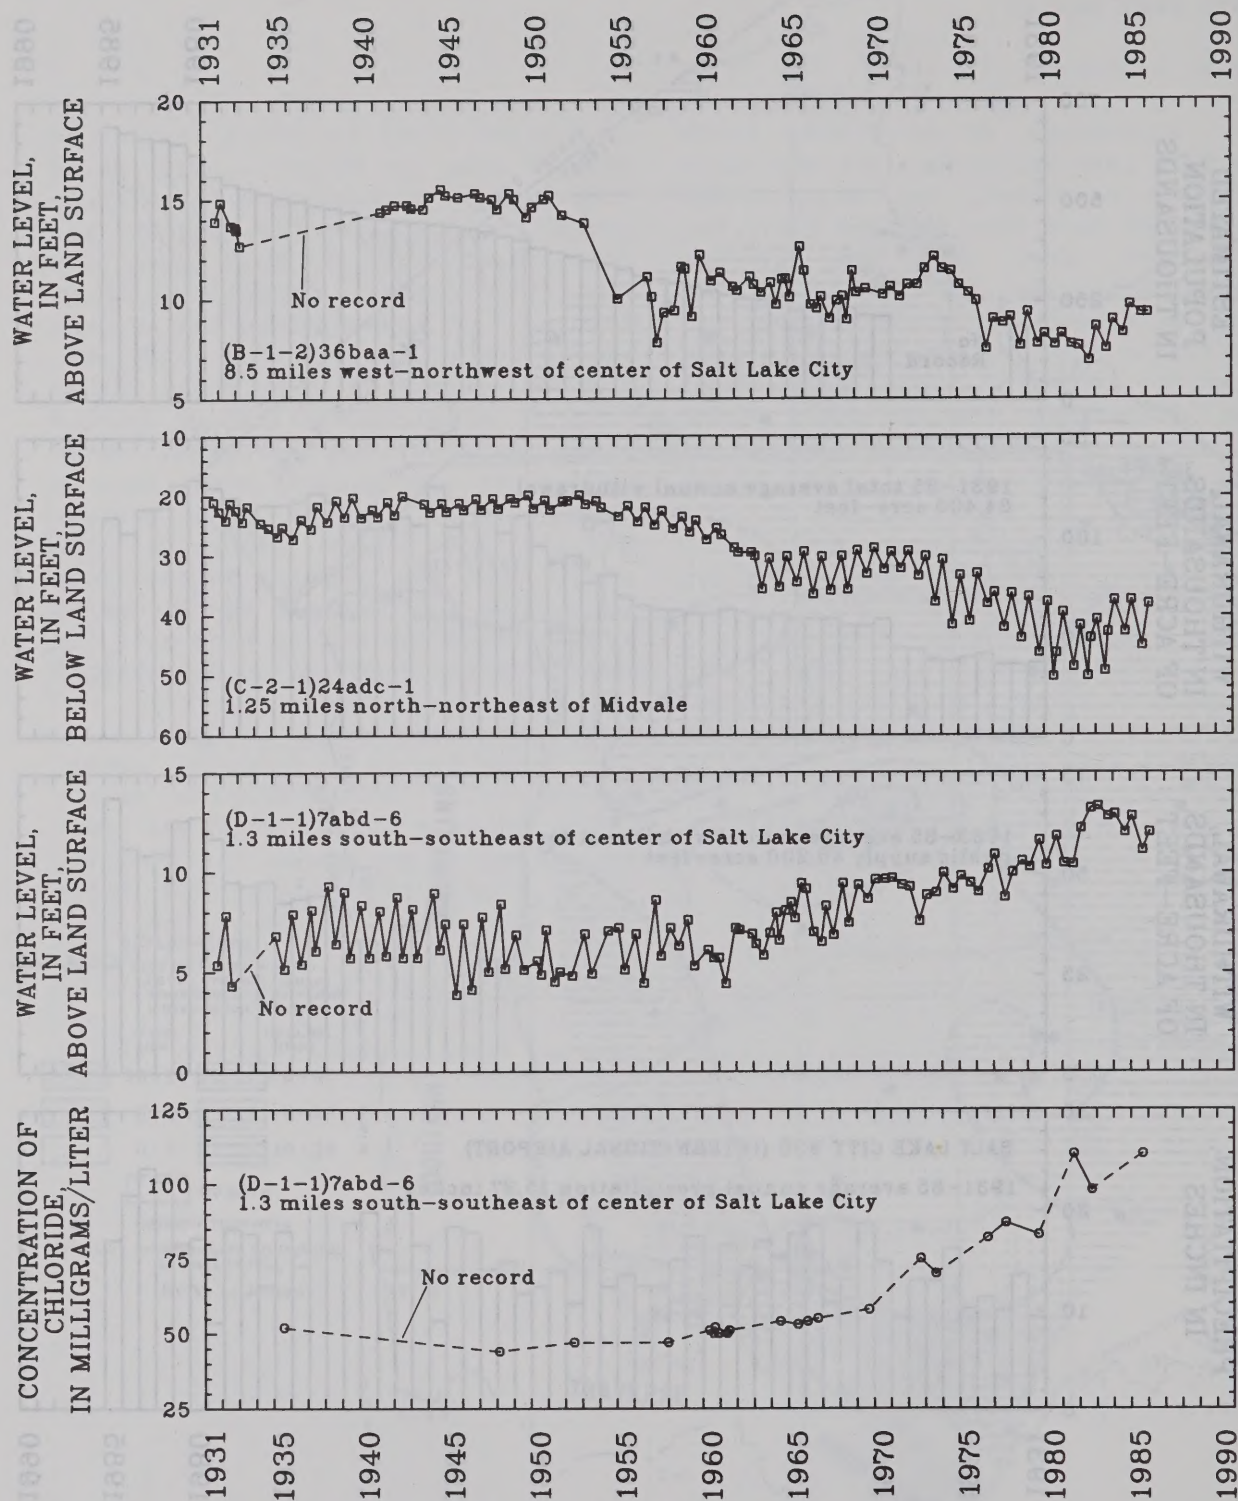 1931 1935 1940 1945 1950 1955 1960 1965 1970 1975 1980 1985 1990
WATER LEVEL,
IN FEET,
ABOVE LAND SURFACE
20
15
10
5
No record
(B-1-2)36baa-1
8.5 miles west-northwest of center of Salt Lake City
WATER LEVEL,
IN FEET,
BELOW LAND SURFACE
10
20
30
40
50
60
(C-2-1)24adc-1
1.25 miles north-northeast of Midvale
WATER LEVEL,
IN FEET,
ABOVE LAND SURFACE
15
10
5
0
(D-1-1)7abd-6
1.3 miles south-southeast of center of Salt Lake City
No record
CONCENTRATION OF
CHLORIDE,
IN MILLIGRAMS/LITER
125
100
75
50
25
(D-1-1)7abd-6
1.3 miles south-southeast of center of Salt Lake City
No record
1931 1935 1940 1945 1950 1955 1960 1965 1970 1975 1980 1985 1990